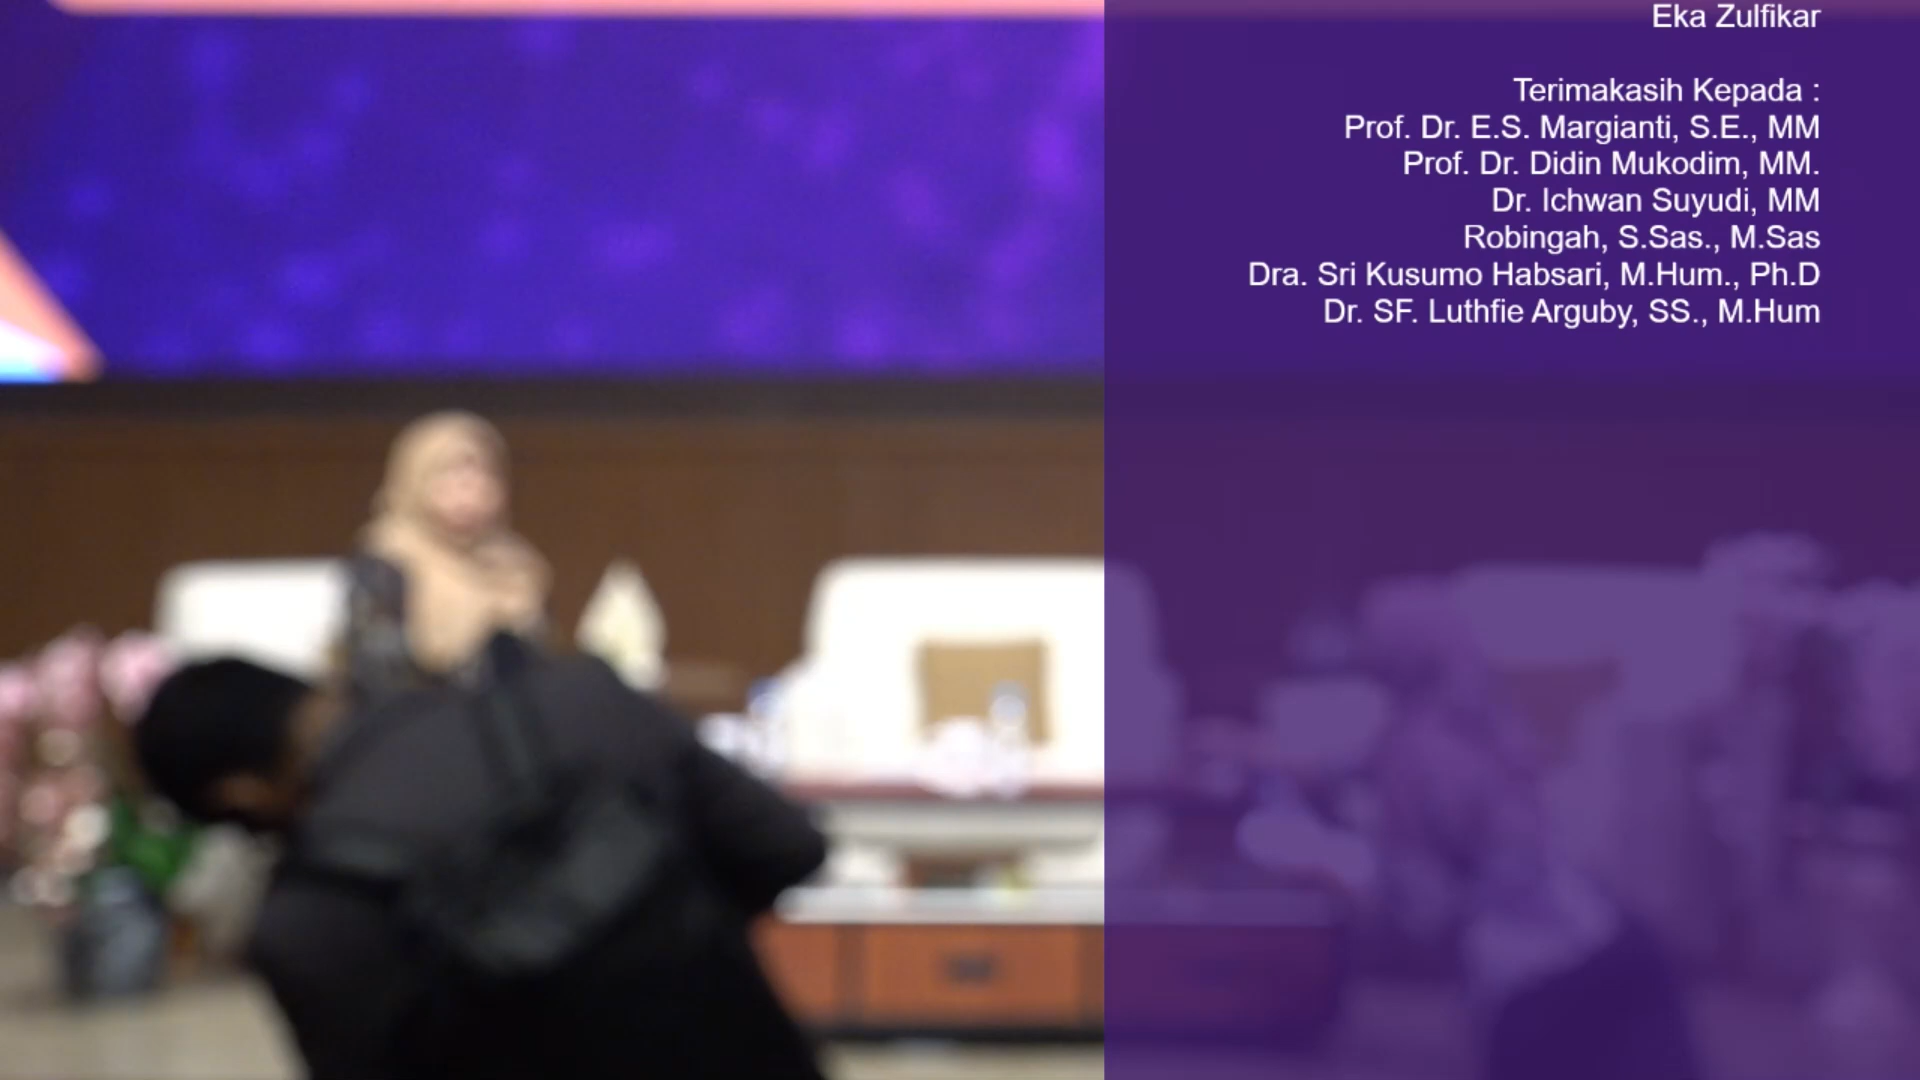 Eka Zulfikar
Terimakasih Kepada :
Prof. Dr. E.S. Margianti, S.E., MM
Prof. Dr. Didin Mukodim, MM.
Dr. Ichwan Suyudi, MM
Robingah, S.Sas., M.Sas
Dra. Sri Kusumo Habsari, M.Hum., Ph.D
Dr. SF. Luthfie Arguby, SS., M.Hum